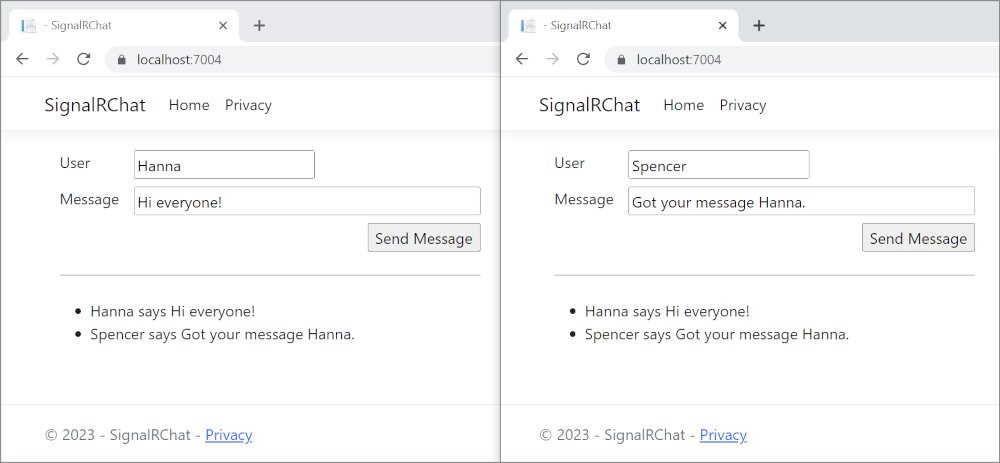 - SignalRChat
localhost:7004
SignalRChat Home Privacy
User Hanna
Message Hi everyone!
Send Message
Hanna says Hi everyone!
Spencer says Got your message Hanna.
© 2023 - SignalRChat - Privacy
- SignalRChat
localhost:7004
SignalRChat Home Privacy
User Spencer
Message Got your message Hanna.
Send Message
Hanna says Hi everyone!
Spencer says Got your message Hanna.
© 2023 - SignalRChat - Privacy